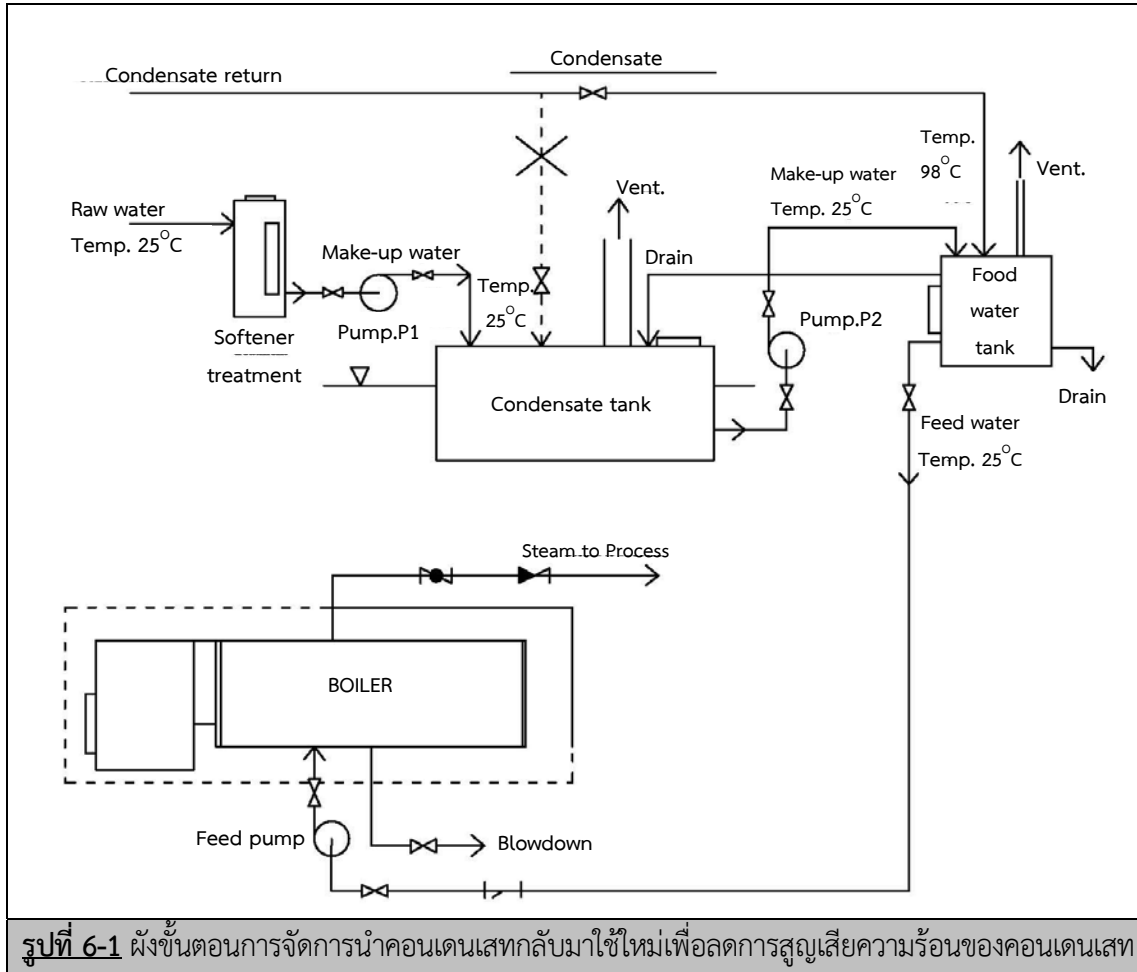 Condensate
Condensate return
Temp.
98°C
Vent.
Make-up water
Temp. 25°C
Vent.
Raw water
Temp. 25°C
Make-up water
Drain
Temp.
25°C
Food
water
tank
Pump.P1
Pump.P2
Softener
treatment
Condensate tank
Drain
Feed water
Temp. 25°C
Steam to Process
BOILER
Feed pump
Blowdown
รูปที่ 6-1 ผังขั้นตอนการจัดการนำคอนเดนเสทกลับมาใช้ใหม่เพื่อลดการสูญเสียความร้อนของคอนเดนเสท